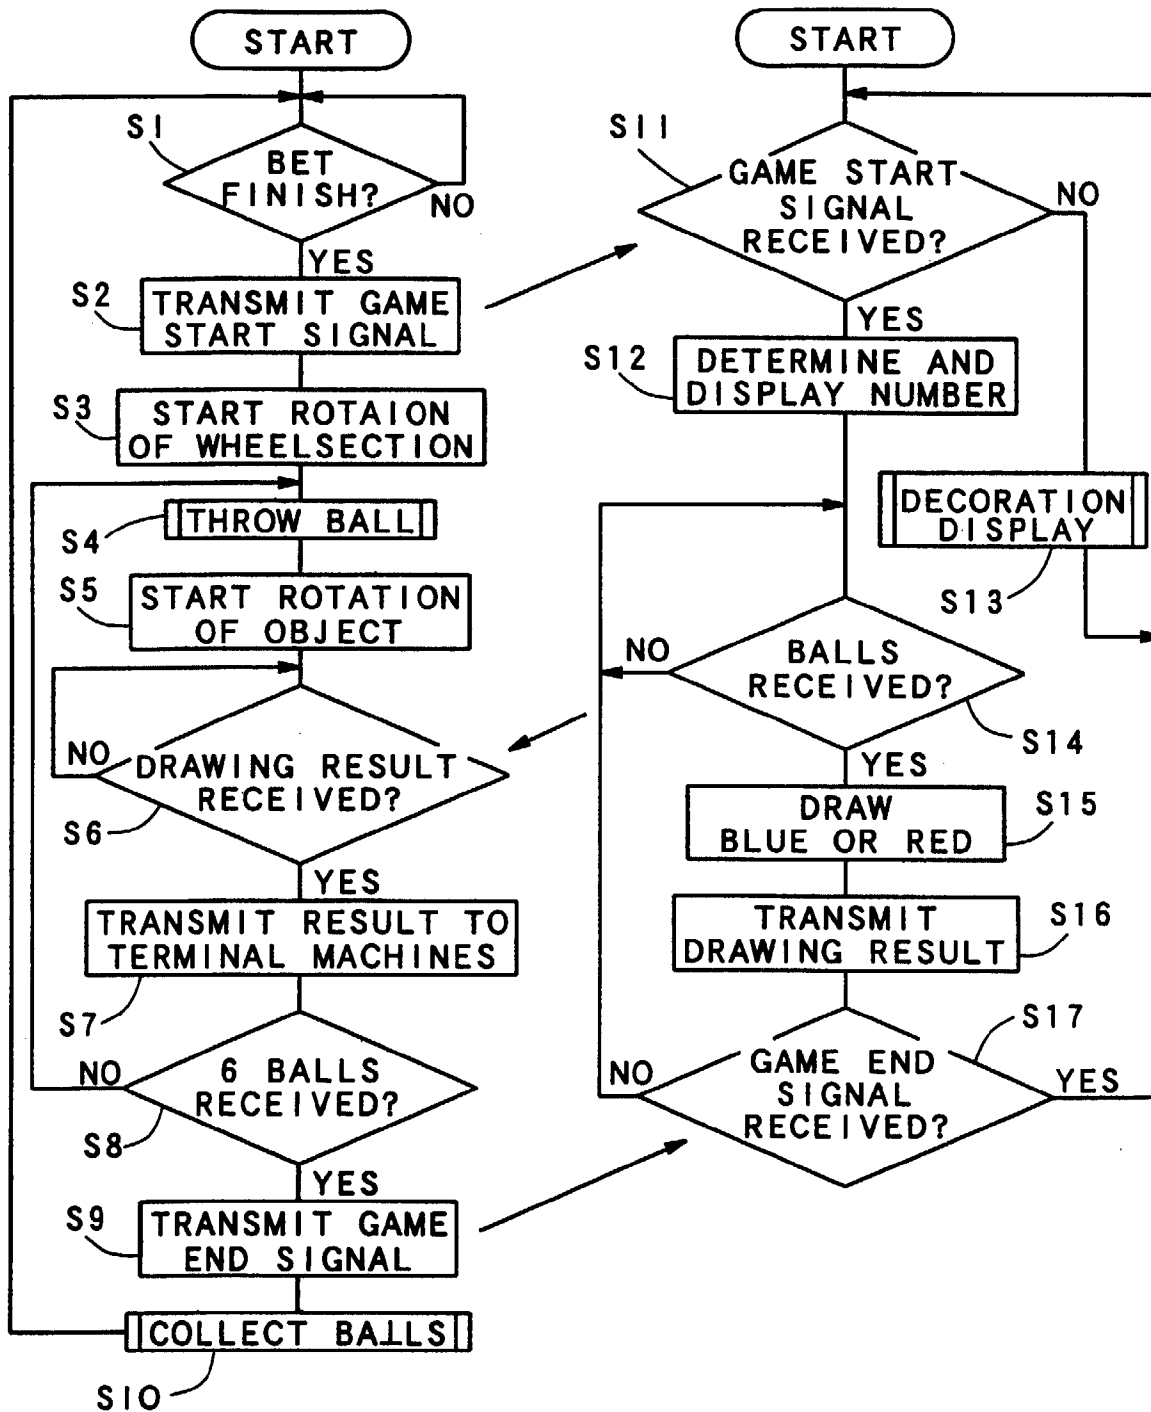 START
S1
BET
FINISH?
NO
YES
S2
TRANSMIT GAME
START SIGNAL
S3
START ROTAION
OF WHEELSECTION
S4
THROW BALL
S5
START ROTATION
OF OBJECT
NO
DRAWING RESULT
RECEIVED?
S6
YES
TRANSMIT RESULT TO
TERMINAL MACHINES
S7
NO
6 BALLS
RECEIVED?
S8
YES
S9
TRANSMIT GAME
END SIGNAL
COLLECT BALLS
S10
START
S11
GAME START
SIGNAL
RECEIVED?
NO
YES
S12
DETERMINE AND
DISPLAY NUMBER
DECORATION
DISPLAY
S13
NO
BALLS
RECEIVED?
S14
YES
DRAW
BLUE OR RED
S15
TRANSMIT
DRAWING RESULT
S16
S17
NO
GAME END
SIGNAL
RECEIVED?
YES